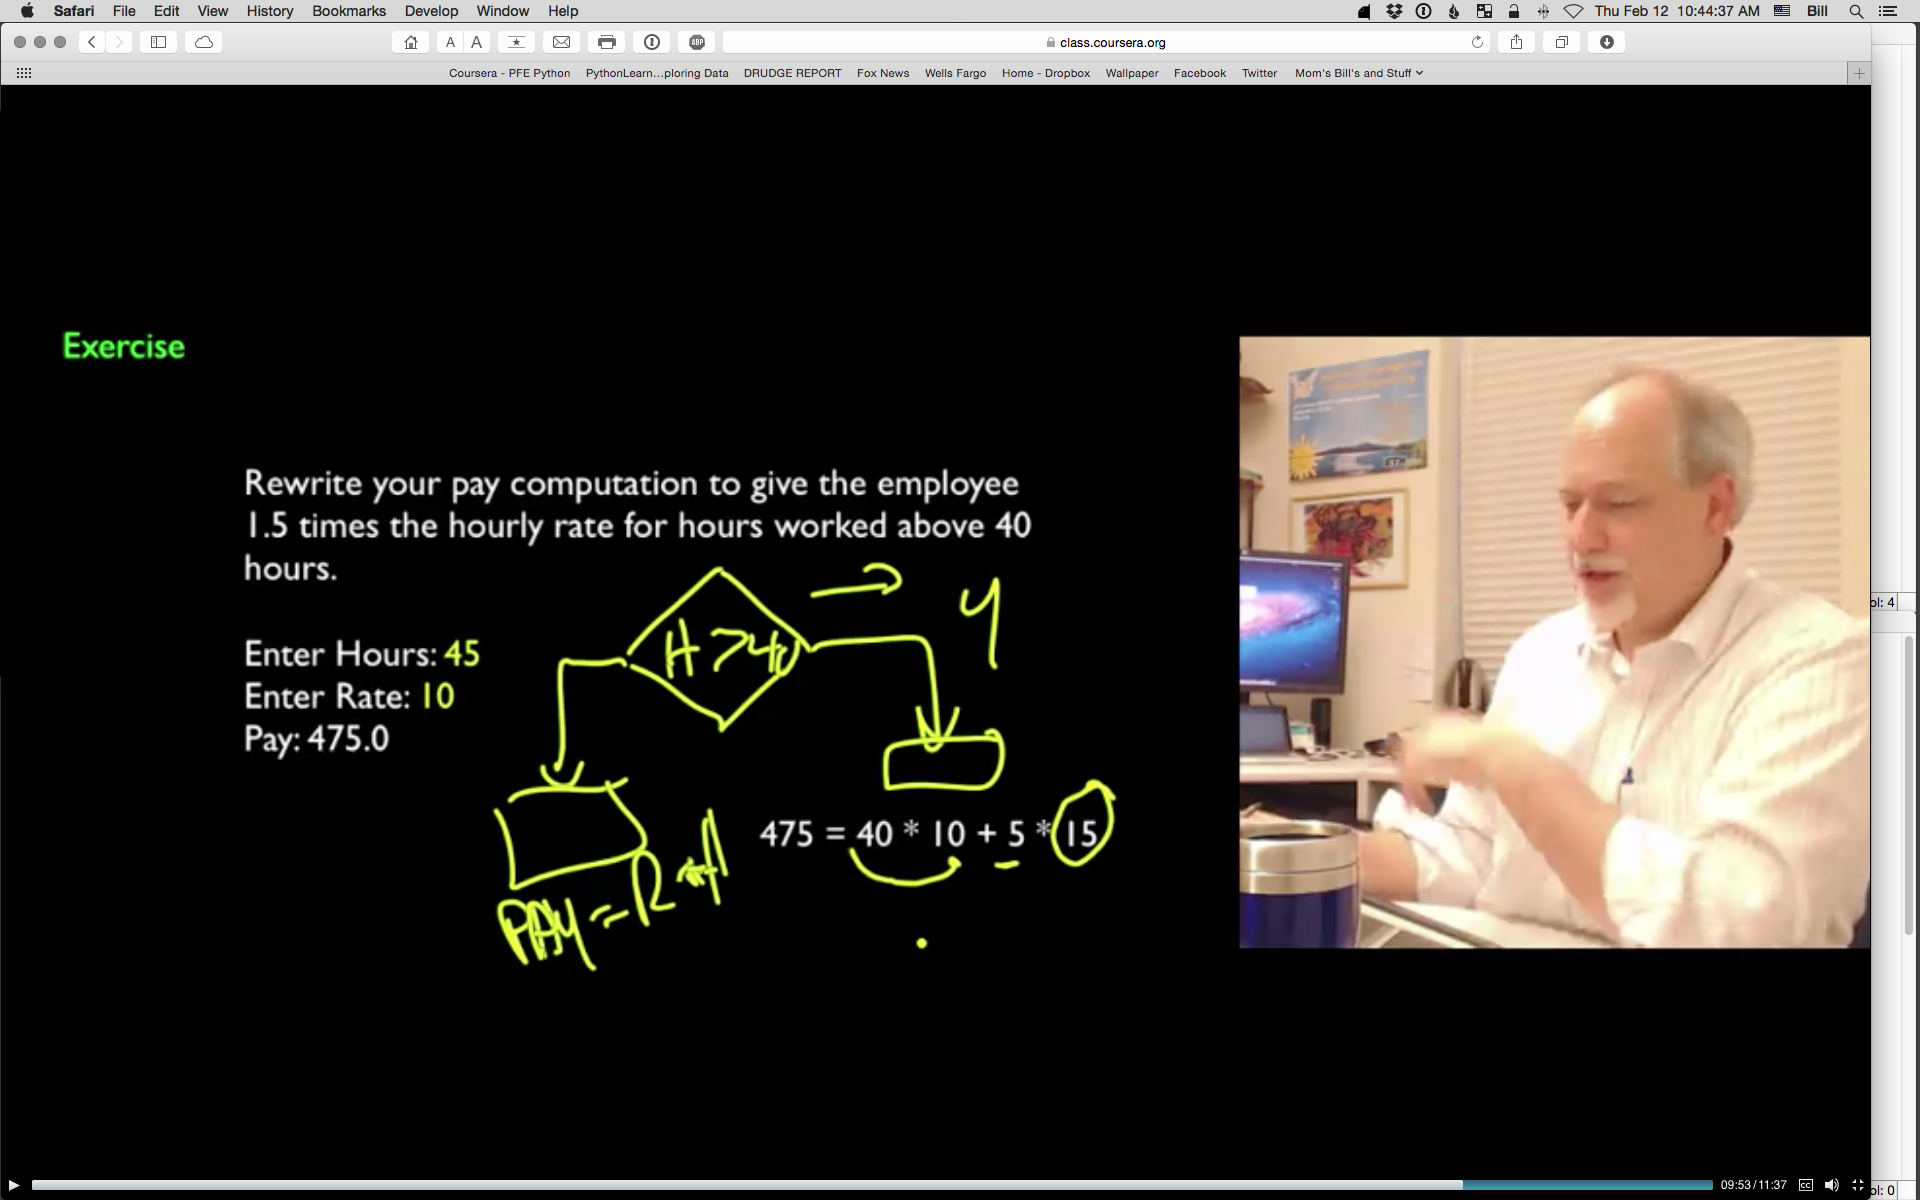 Safari File Edit View History Bookmarks Develop Window Help Thu Feb 12 10:44:37 AM Bill
A A ABP class.coursera.org
Coursera - PFE Python PythonLearn...ploring Data DRUDGE REPORT Fox News Wells Fargo Home - Dropbox Wallpaper Facebook Twitter Mom's Bill's and Stuff
Exercise
Rewrite your pay computation to give the employee
1.5 times the hourly rate for hours worked above 40
hours.
Y
Enter Hours: 45
H > 40
Enter Rate: 10
Pay: 475.0
475 = 40 * 10 + 5 * 15
PAY = R * H
ol: 4
09:53/11:37 CC
ol: 0